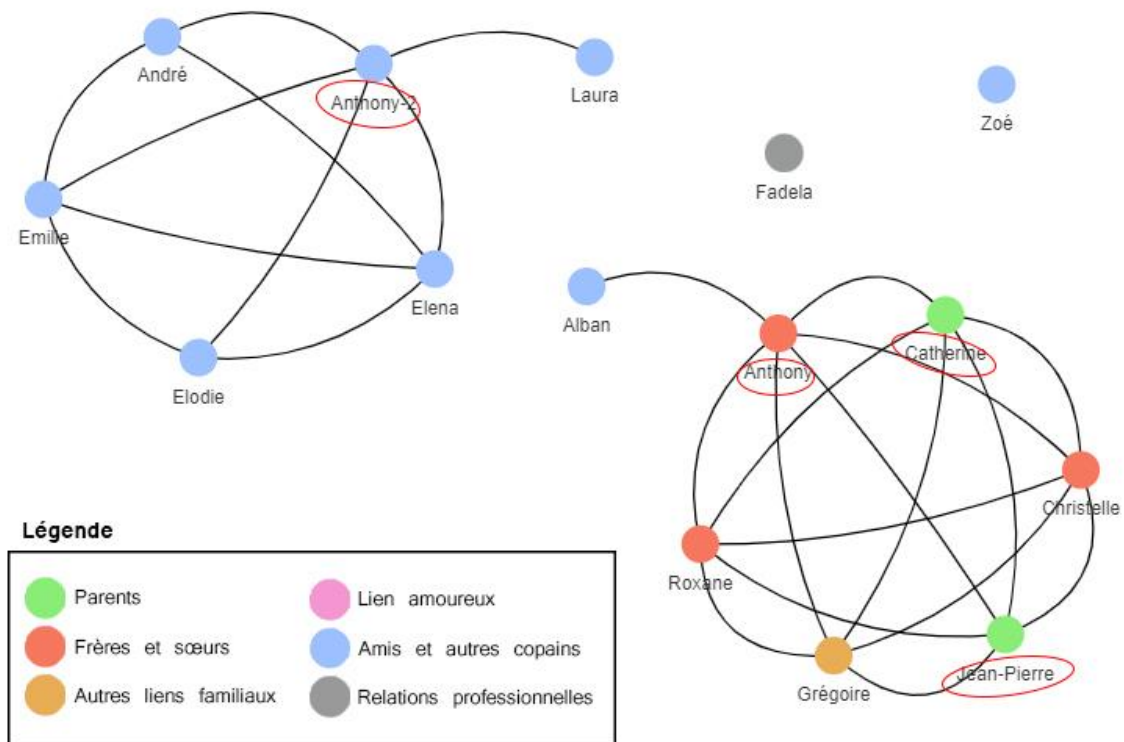 André
Anthony-2
Laura
Zoé
Fadela
Emilie
Elena
Alban
Elodie
Catherine
Anthony
Christelle
Roxane
Grégoire
Jean-Pierre
Légende
Parents
Lien amoureux
Frères et sœurs
Amis et autres copains
Autres liens familiaux
Relations professionnelles